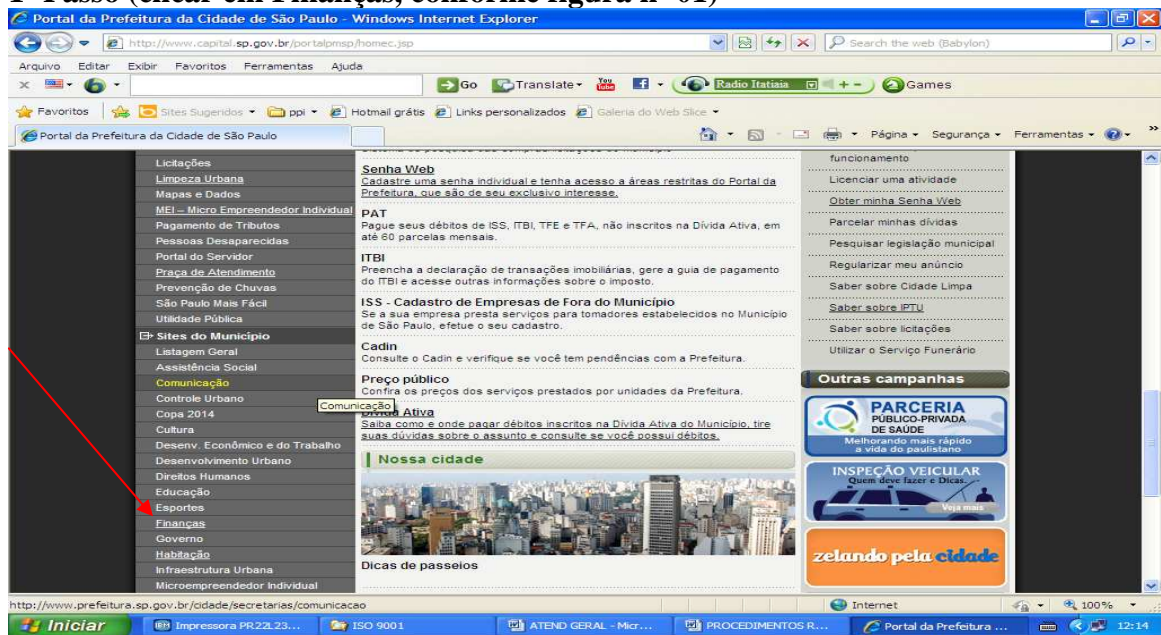 1º Passo (clicar em Finanças, conforme figura nº 01)
Portal da Prefeitura da Cidade de São Paulo - Windows Internet Explorer
http://www.capital.sp.gov.br/portalpmsp/homec.jsp
Search the web (Babylon)
Arquivo Editar Exibir Favoritos Ferramentas Ajuda
Go Translate You Tube Radio Itatiaia Games
Favoritos Sites Sugeridos ppi Hotmail grátis Links personalizados Galeria do Web Slice
Portal da Prefeitura da Cidade de São Paulo
Página Segurança Ferramentas
Licitações
Limpeza Urbana
Mapas e Dados
MEI – Micro Empreendedor Individual
Pagamento de Tributos
Pessoas Desaparecidas
Portal do Servidor
Praça de Atendimento
Prevenção de Chuvas
São Paulo Mais Fácil
Utilidade Pública
Sites do Município
Listagem Geral
Assistência Social
Comunicação
Controle Urbano
Copa 2014
Cultura
Desenv. Econômico e do Trabalho
Desenvolvimento Urbano
Direitos Humanos
Educação
Esportes
Finanças
Governo
Habitação
Infraestrutura Urbana
Microempreendedor Individual
Comunicação
Senha Web
Cadastre uma senha individual e tenha acesso a áreas restritas do Portal da
Prefeitura, que são de seu exclusivo interesse.
PAT
Pague seus débitos de ISS, ITBI, TFE e TFA, não inscritos na Dívida Ativa, em
até 60 parcelas mensais.
ITBI
Preencha a declaração de transações imobiliárias, gere a guia de pagamento
do ITBI e acesse outras informações sobre o imposto.
ISS - Cadastro de Empresas de Fora do Município
Se a sua empresa presta serviços para tomadores estabelecidos no Município
de São Paulo, efetue o seu cadastro.
Cadin
Consulte o Cadin e verifique se você tem pendências com a Prefeitura.
Preço público
Confira os preços dos serviços prestados por unidades da Prefeitura.
Dívida Ativa
Saiba como e onde pagar débitos inscritos na Dívida Ativa do Município, tire
suas dúvidas sobre o assunto e consulte se você possui débitos.
Nossa cidade
Dicas de passeios
funcionamento
Licenciar uma atividade
Obter minha Senha Web
Parcelar minhas dívidas
Pesquisar legislação municipal
Regularizar meu anúncio
Saber sobre Cidade Limpa
Saber sobre IPTU
Saber sobre licitações
Utilizar o Serviço Funerário
Outras campanhas
PARCERIA
PÚBLICO-PRIVADA
DE SAÚDE
Melhorando mais rápido
a vida do paulistano
INSPEÇÃO VEICULAR
Quem deve fazer e Dicas.
Veja mais
zelando pela cidade
http://www.prefeitura.sp.gov.br/cidade/secretarias/comunicacao
Internet
100%
Iniciar
Impressora PR22L23...
ISO 9001
ATEND GERAL - Micr...
PROCEDIMENTOS R...
Portal da Prefeitura ...
12:14